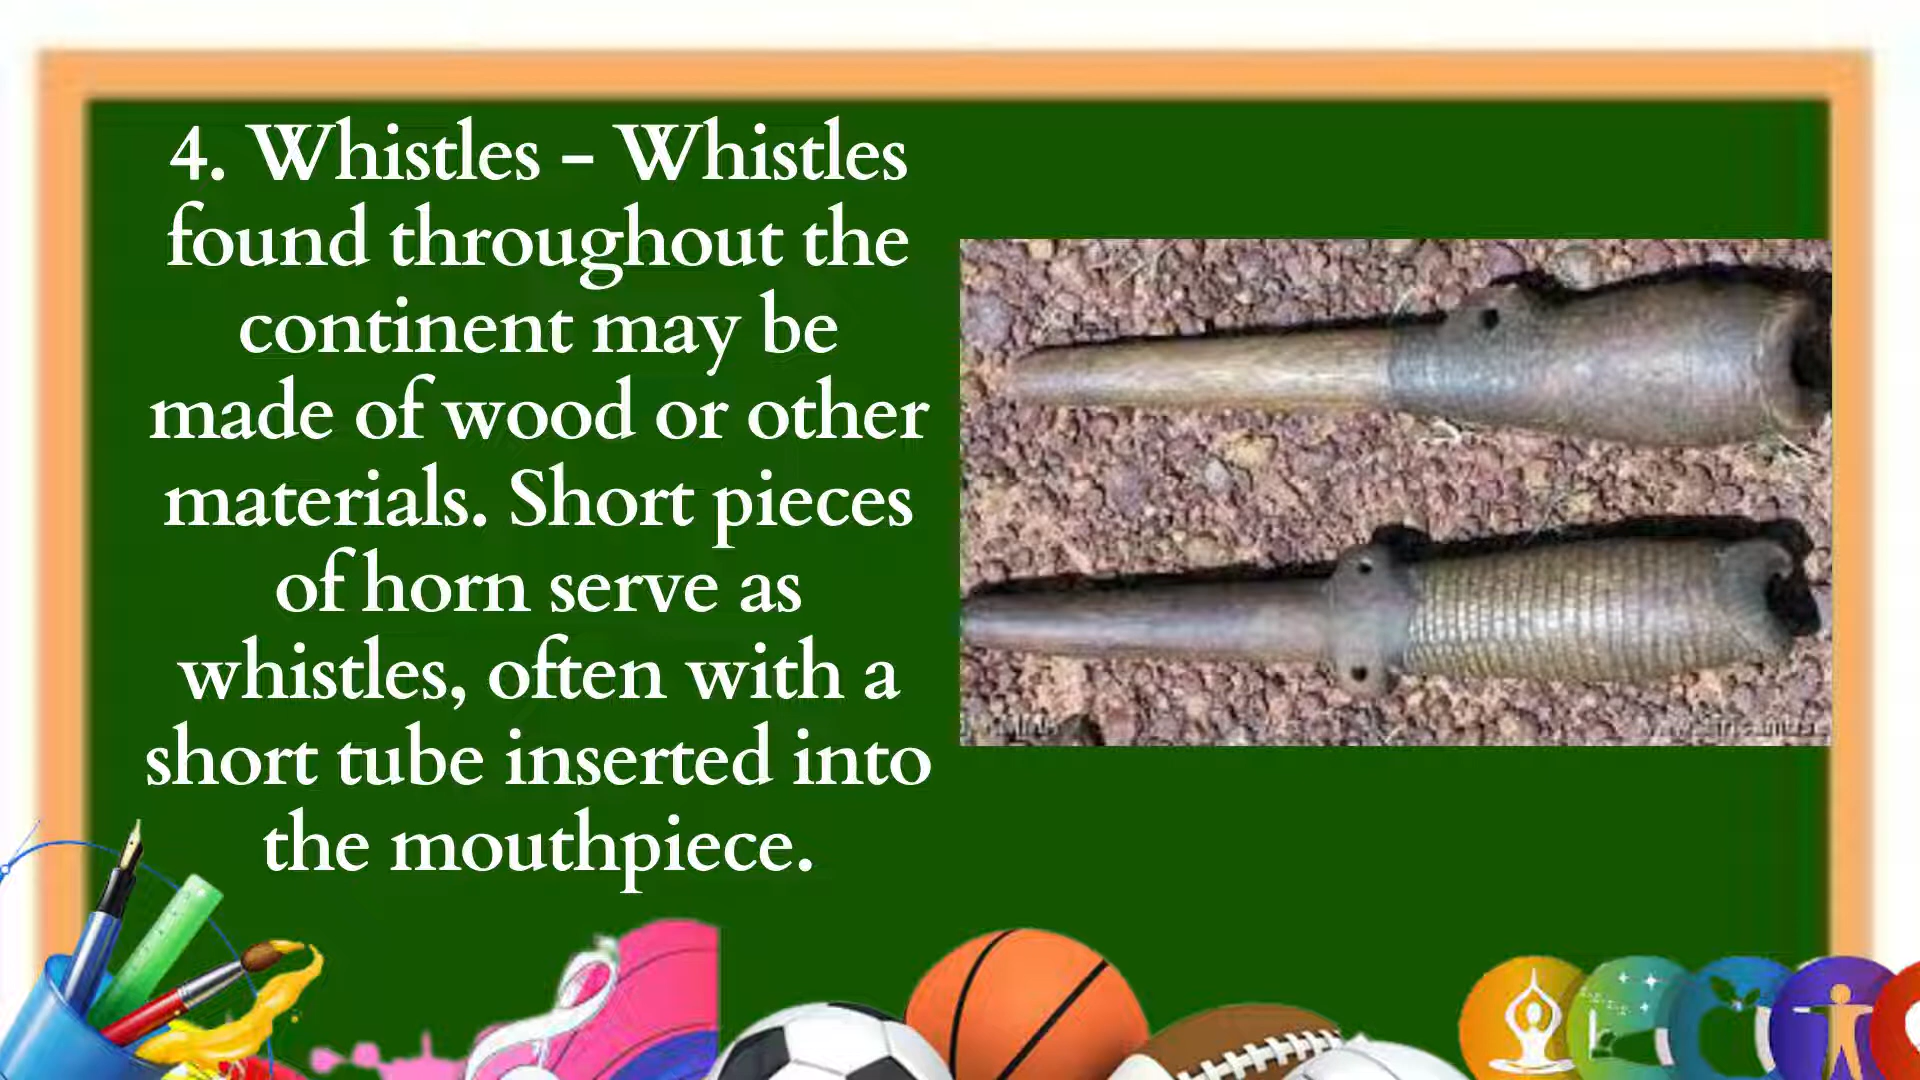 4. Whistles – Whistles
found throughout the
continent may be
made of wood or other
materials. Short pieces
of horn serve as
whistles, often with a
short tube inserted into
the mouthpiece.